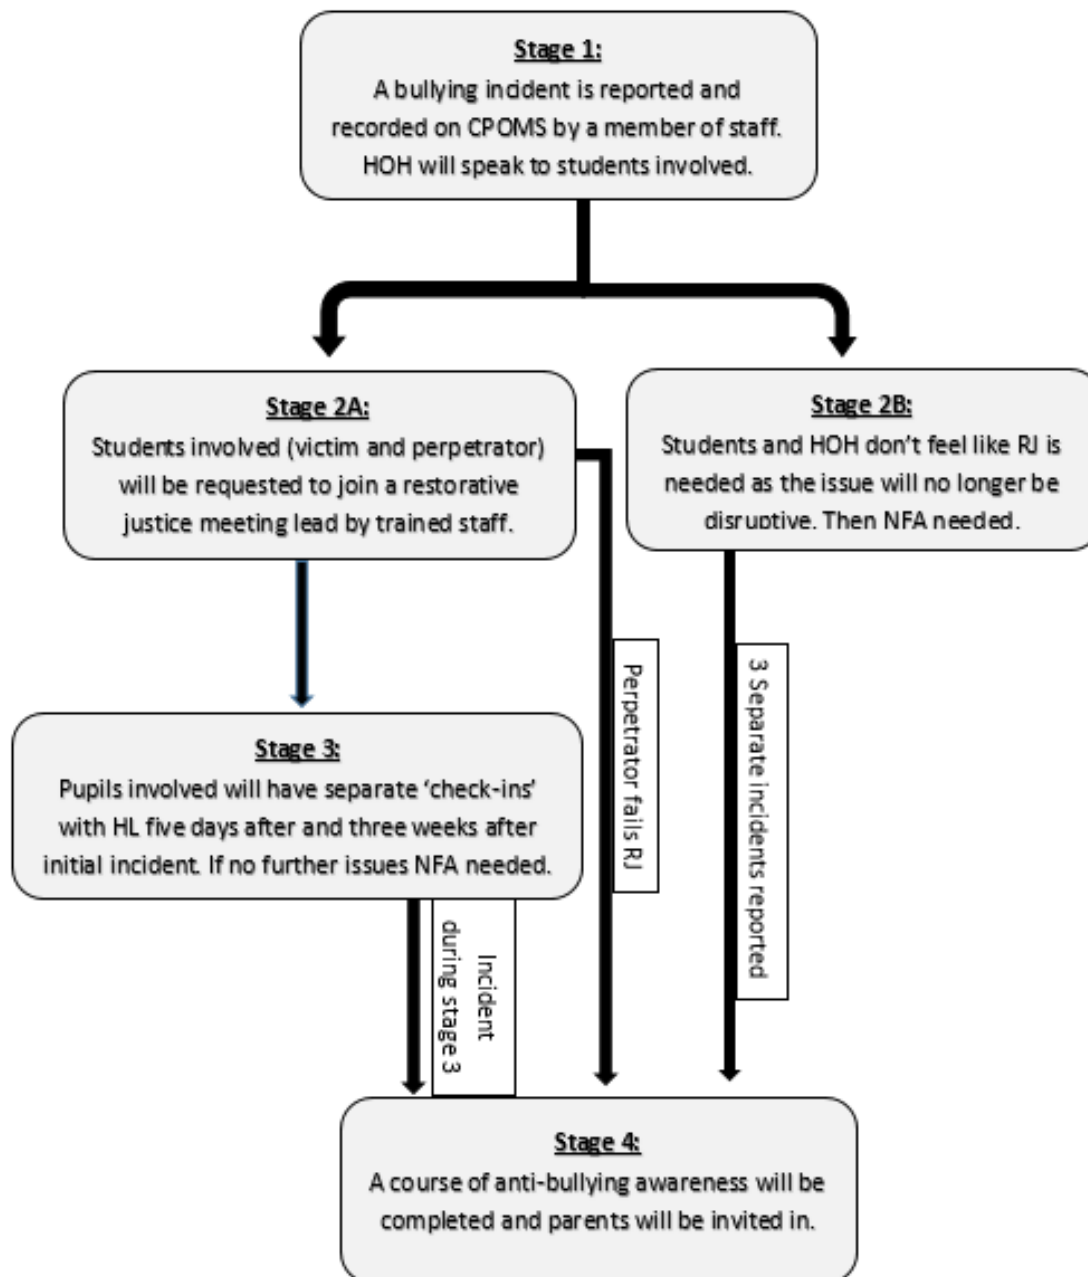 Stage 1:
A bullying incident is reported and
recorded on CPOMS by a member of staff.
HOH will speak to students involved.
Stage 2A:
Students involved (victim and perpetrator)
will be requested to join a restorative
justice meeting lead by trained staff.
Stage 2B:
Students and HOH don't feel like RJ is
needed as the issue will no longer be
disruptive. Then NFA needed.
Perpetrator fails RJ
3 Separate incidents reported
Stage 3:
Pupils involved will have separate ‘check-ins’
with HL five days after and three weeks after
initial incident. If no further issues NFA needed.
Incident
during stage 3
Stage 4:
A course of anti-bullying awareness will be
completed and parents will be invited in.